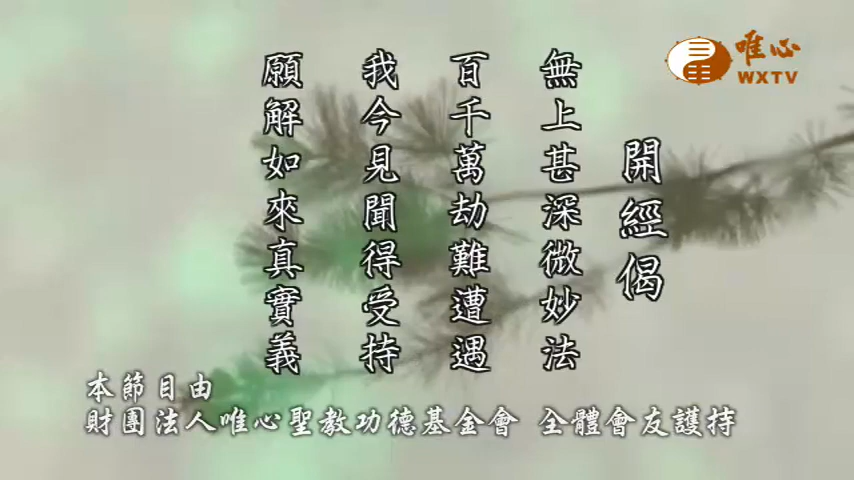 開經偈
無上甚深微妙法
百千萬劫難遭遇
我今見聞得受持
願解如來真實義
本節目由
財團法人唯心聖教功德基金會 全體會友護持
唯心
WXTV